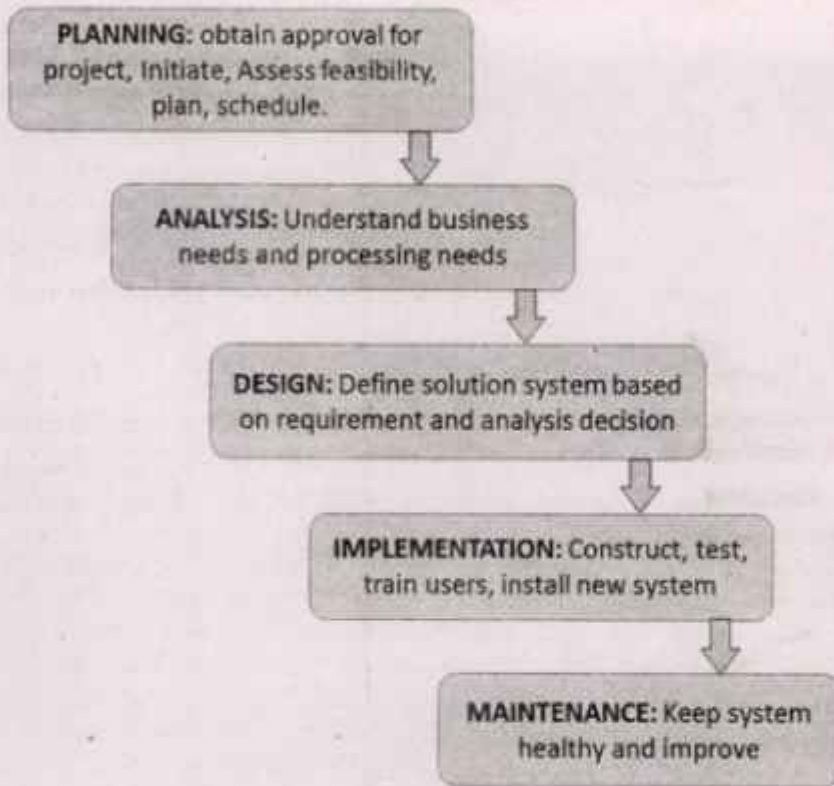 PLANNING: obtain approval for
project, Initiate, Assess feasibility,
plan, schedule.
ANALYSIS: Understand business
needs and processing needs
DESIGN: Define solution system based
on requirement and analysis decision
IMPLEMENTATION: Construct, test,
train users, install new system
MAINTENANCE: Keep system
healthy and improve